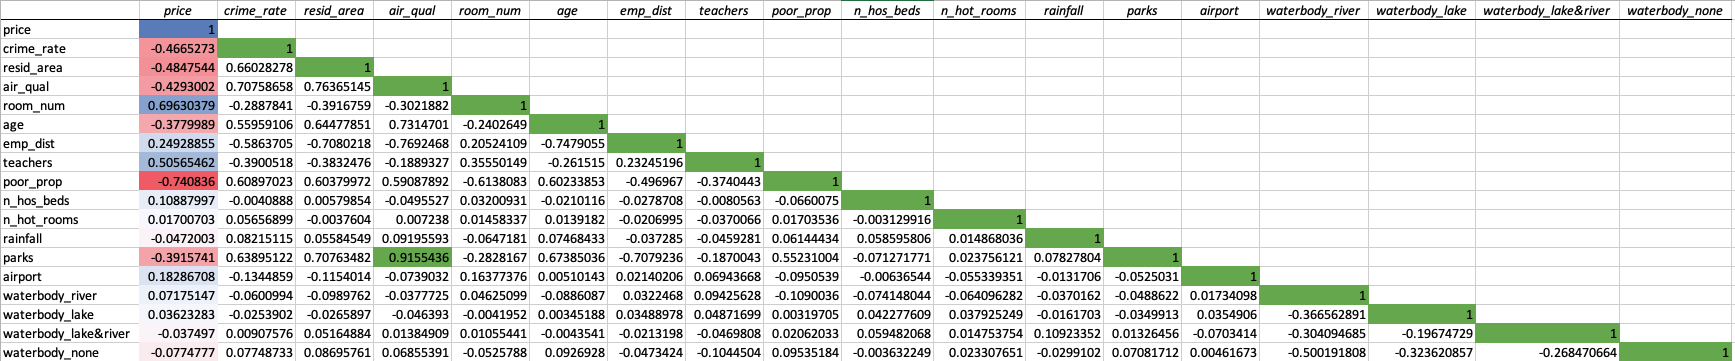 price crime_rate resid_area air_qual room_num age emp_dist teachers poor_prop n_hos_beds n_hot_rooms rainfall parks airport waterbody_river waterbody_lake waterbody_lake&river waterbody_none
price 1
crime_rate -0.4665273 1
resid_area -0.4847544 0.66028278 1
air_qual -0.4293002 0.70758658 0.76365145 1
room_num 0.69630379 -0.2887841 -0.3916759 -0.3021882 1
age -0.3779989 0.55959106 0.64477851 0.7314701 -0.2402649 1
emp_dist 0.24928855 -0.5863705 -0.7080218 -0.7692468 0.20524109 -0.7479055 1
teachers 0.50565462 -0.3900518 -0.3832476 -0.1889327 0.35550149 -0.261515 0.23245196 1
poor_prop -0.740836 0.60897023 0.60379972 0.59087892 -0.6138083 0.60233853 -0.496967 -0.3740443 1
n_hos_beds 0.10887997 -0.0040888 0.00579854 -0.0495527 0.03200931 -0.0210116 -0.0278708 -0.0080563 -0.0660075 1
n_hot_rooms 0.01700703 0.05656899 -0.0037604 0.007238 0.01458337 0.0139182 -0.0206995 -0.0370066 0.01703536 -0.003129916 1
rainfall -0.0472003 0.08215115 0.05584549 0.09195593 -0.0647181 0.07468433 -0.037285 -0.0459281 0.06144434 0.058595806 0.014868036 1
parks -0.3915741 0.63895122 0.70763482 0.9155436 -0.2828167 0.67385036 -0.7079236 -0.1870043 0.55231004 -0.071271771 0.023756121 0.07827804 1
airport 0.18286708 -0.1344859 -0.1154014 -0.0739032 0.16377376 0.00510143 0.02140206 0.06943668 -0.0950539 -0.00636544 -0.055339351 -0.0131706 -0.0525031 1
waterbody_river 0.07175147 -0.0600994 -0.0989762 -0.0377725 0.04625099 -0.0886087 0.0322468 0.09425628 -0.1090036 -0.074148044 -0.064096282 -0.0370162 -0.0488622 0.01734098 1
waterbody_lake 0.03623283 -0.0253902 -0.0265897 -0.046393 -0.0041952 0.00345188 0.03488978 0.04871699 0.00319705 0.042277609 0.037925249 -0.0161703 -0.0349913 0.0354906 -0.366562891 1
waterbody_lake&river -0.037497 0.00907576 0.05164884 0.01384909 0.01055441 -0.0043541 -0.0213198 -0.0469808 0.02062033 0.059482068 0.014753754 0.10923352 0.01326456 -0.0703414 -0.304094685 -0.19674729 1
waterbody_none -0.0774777 0.07748733 0.08695761 0.06855391 -0.0525788 0.0926928 -0.0473424 -0.1044504 0.09535184 -0.003632249 0.023307651 -0.0299102 0.07081712 0.00461673 -0.500191808 -0.323620857 -0.268470664 1